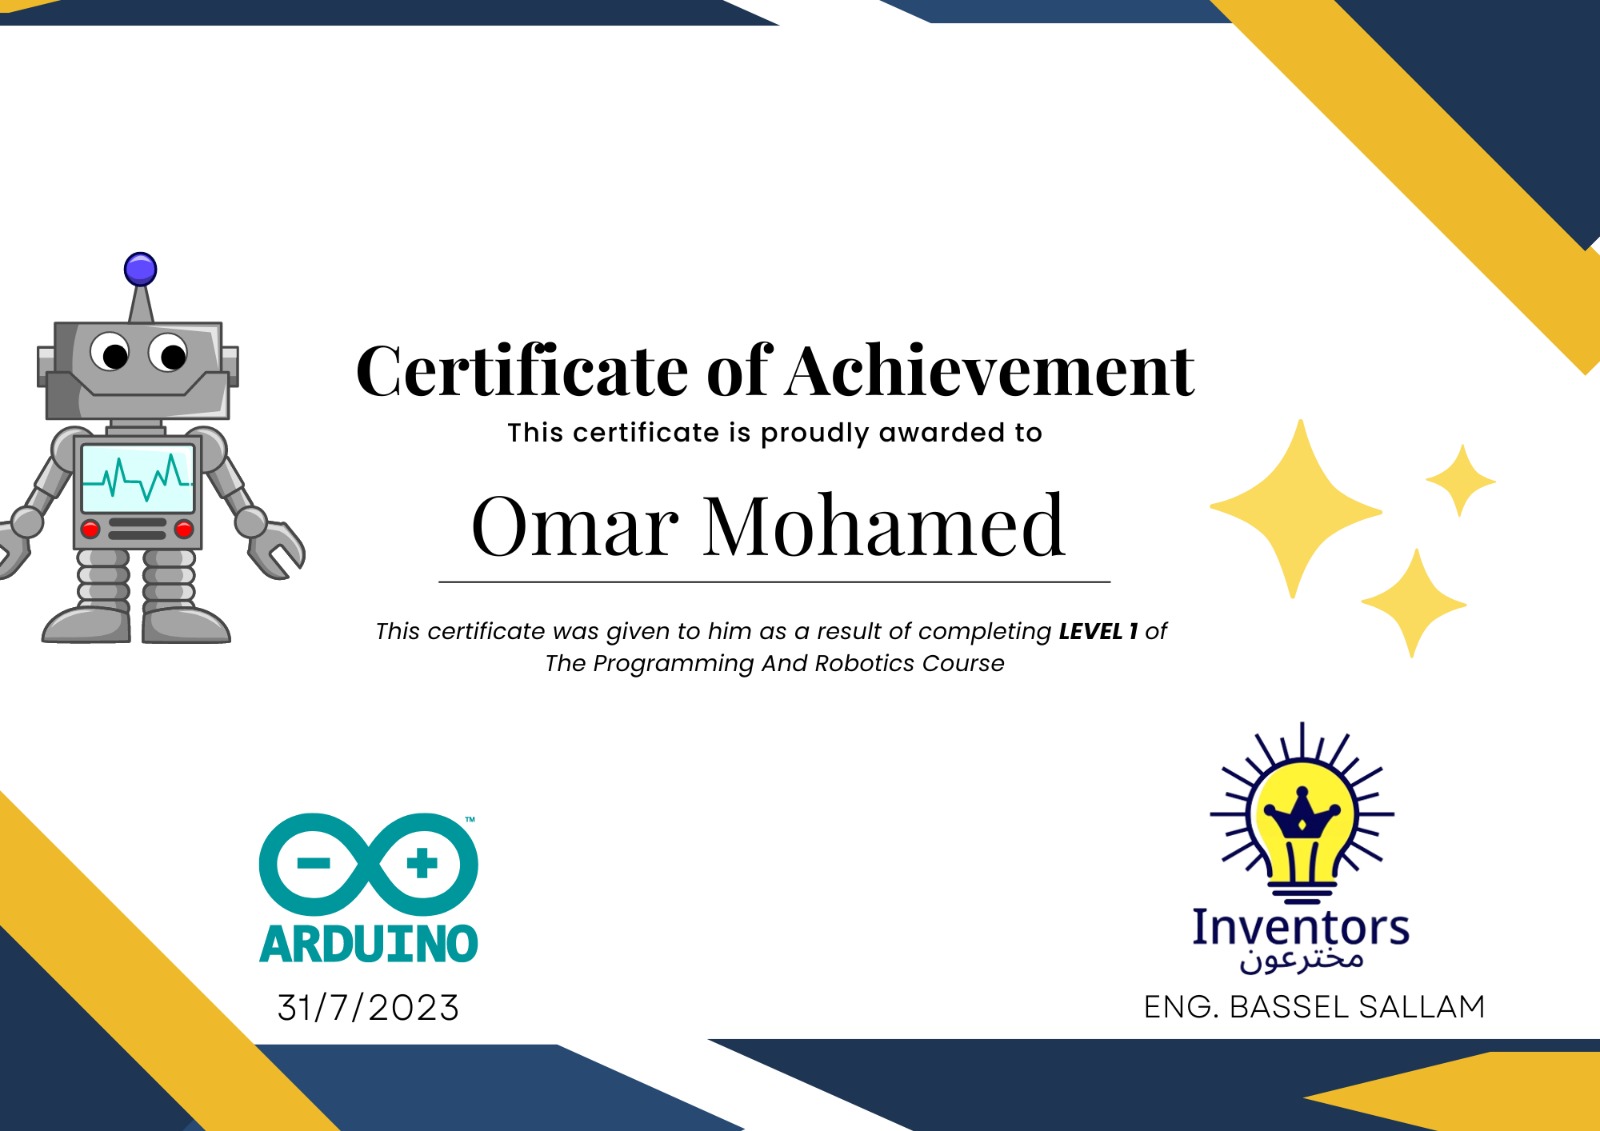 Certificate of Achievement
This certificate is proudly awarded to
Omar Mohamed
This certificate was given to him as a result of completing LEVEL 1 of
The Programming And Robotics Course
TM
ARDUINO
31/7/2023
Inventors
مخترعون
ENG. BASSEL SALLAM